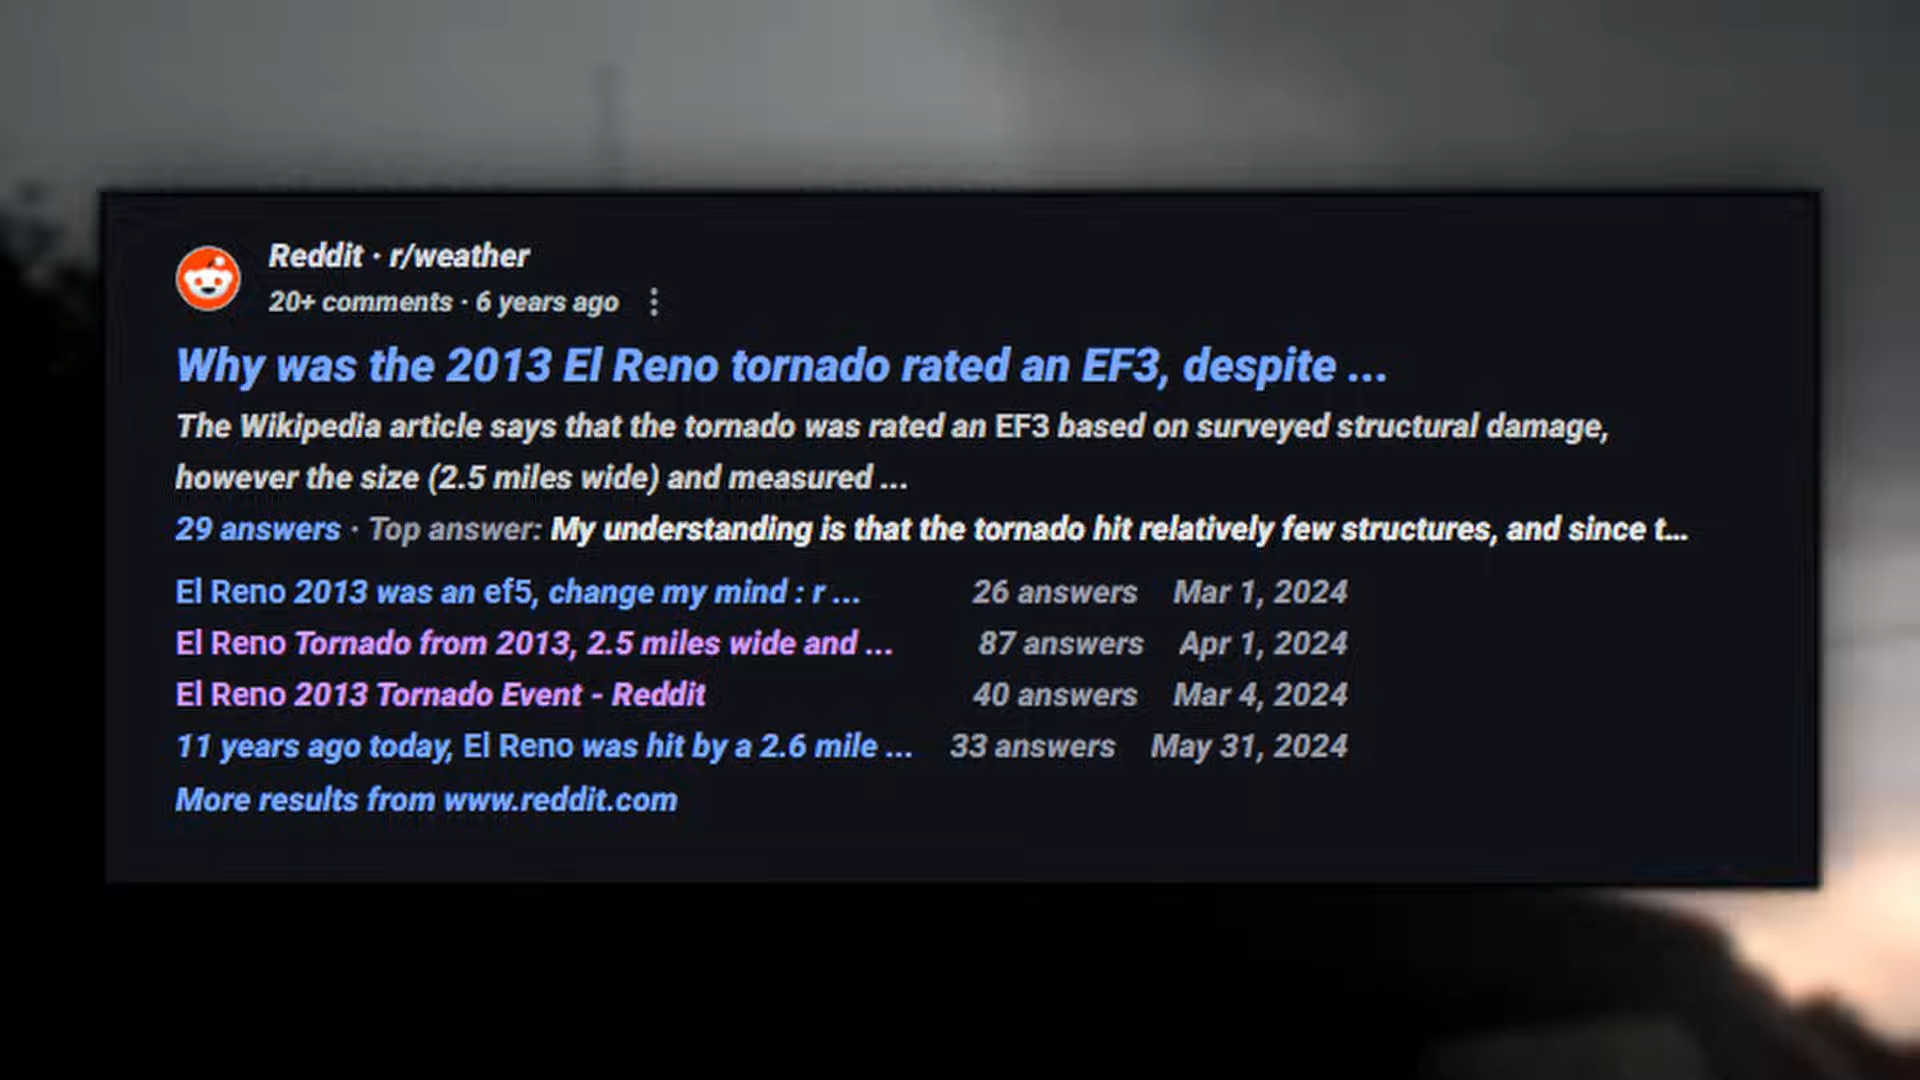 Reddit · r/weather
20+ comments · 6 years ago
Why was the 2013 El Reno tornado rated an EF3, despite ...
The Wikipedia article says that the tornado was rated an EF3 based on surveyed structural damage,
however the size (2.5 miles wide) and measured ...
29 answers · Top answer: My understanding is that the tornado hit relatively few structures, and since t...
El Reno 2013 was an ef5, change my mind : r ... 26 answers Mar 1, 2024
El Reno Tornado from 2013, 2.5 miles wide and ... 87 answers Apr 1, 2024
El Reno 2013 Tornado Event - Reddit 40 answers Mar 4, 2024
11 years ago today, El Reno was hit by a 2.6 mile ... 33 answers May 31, 2024
More results from www.reddit.com